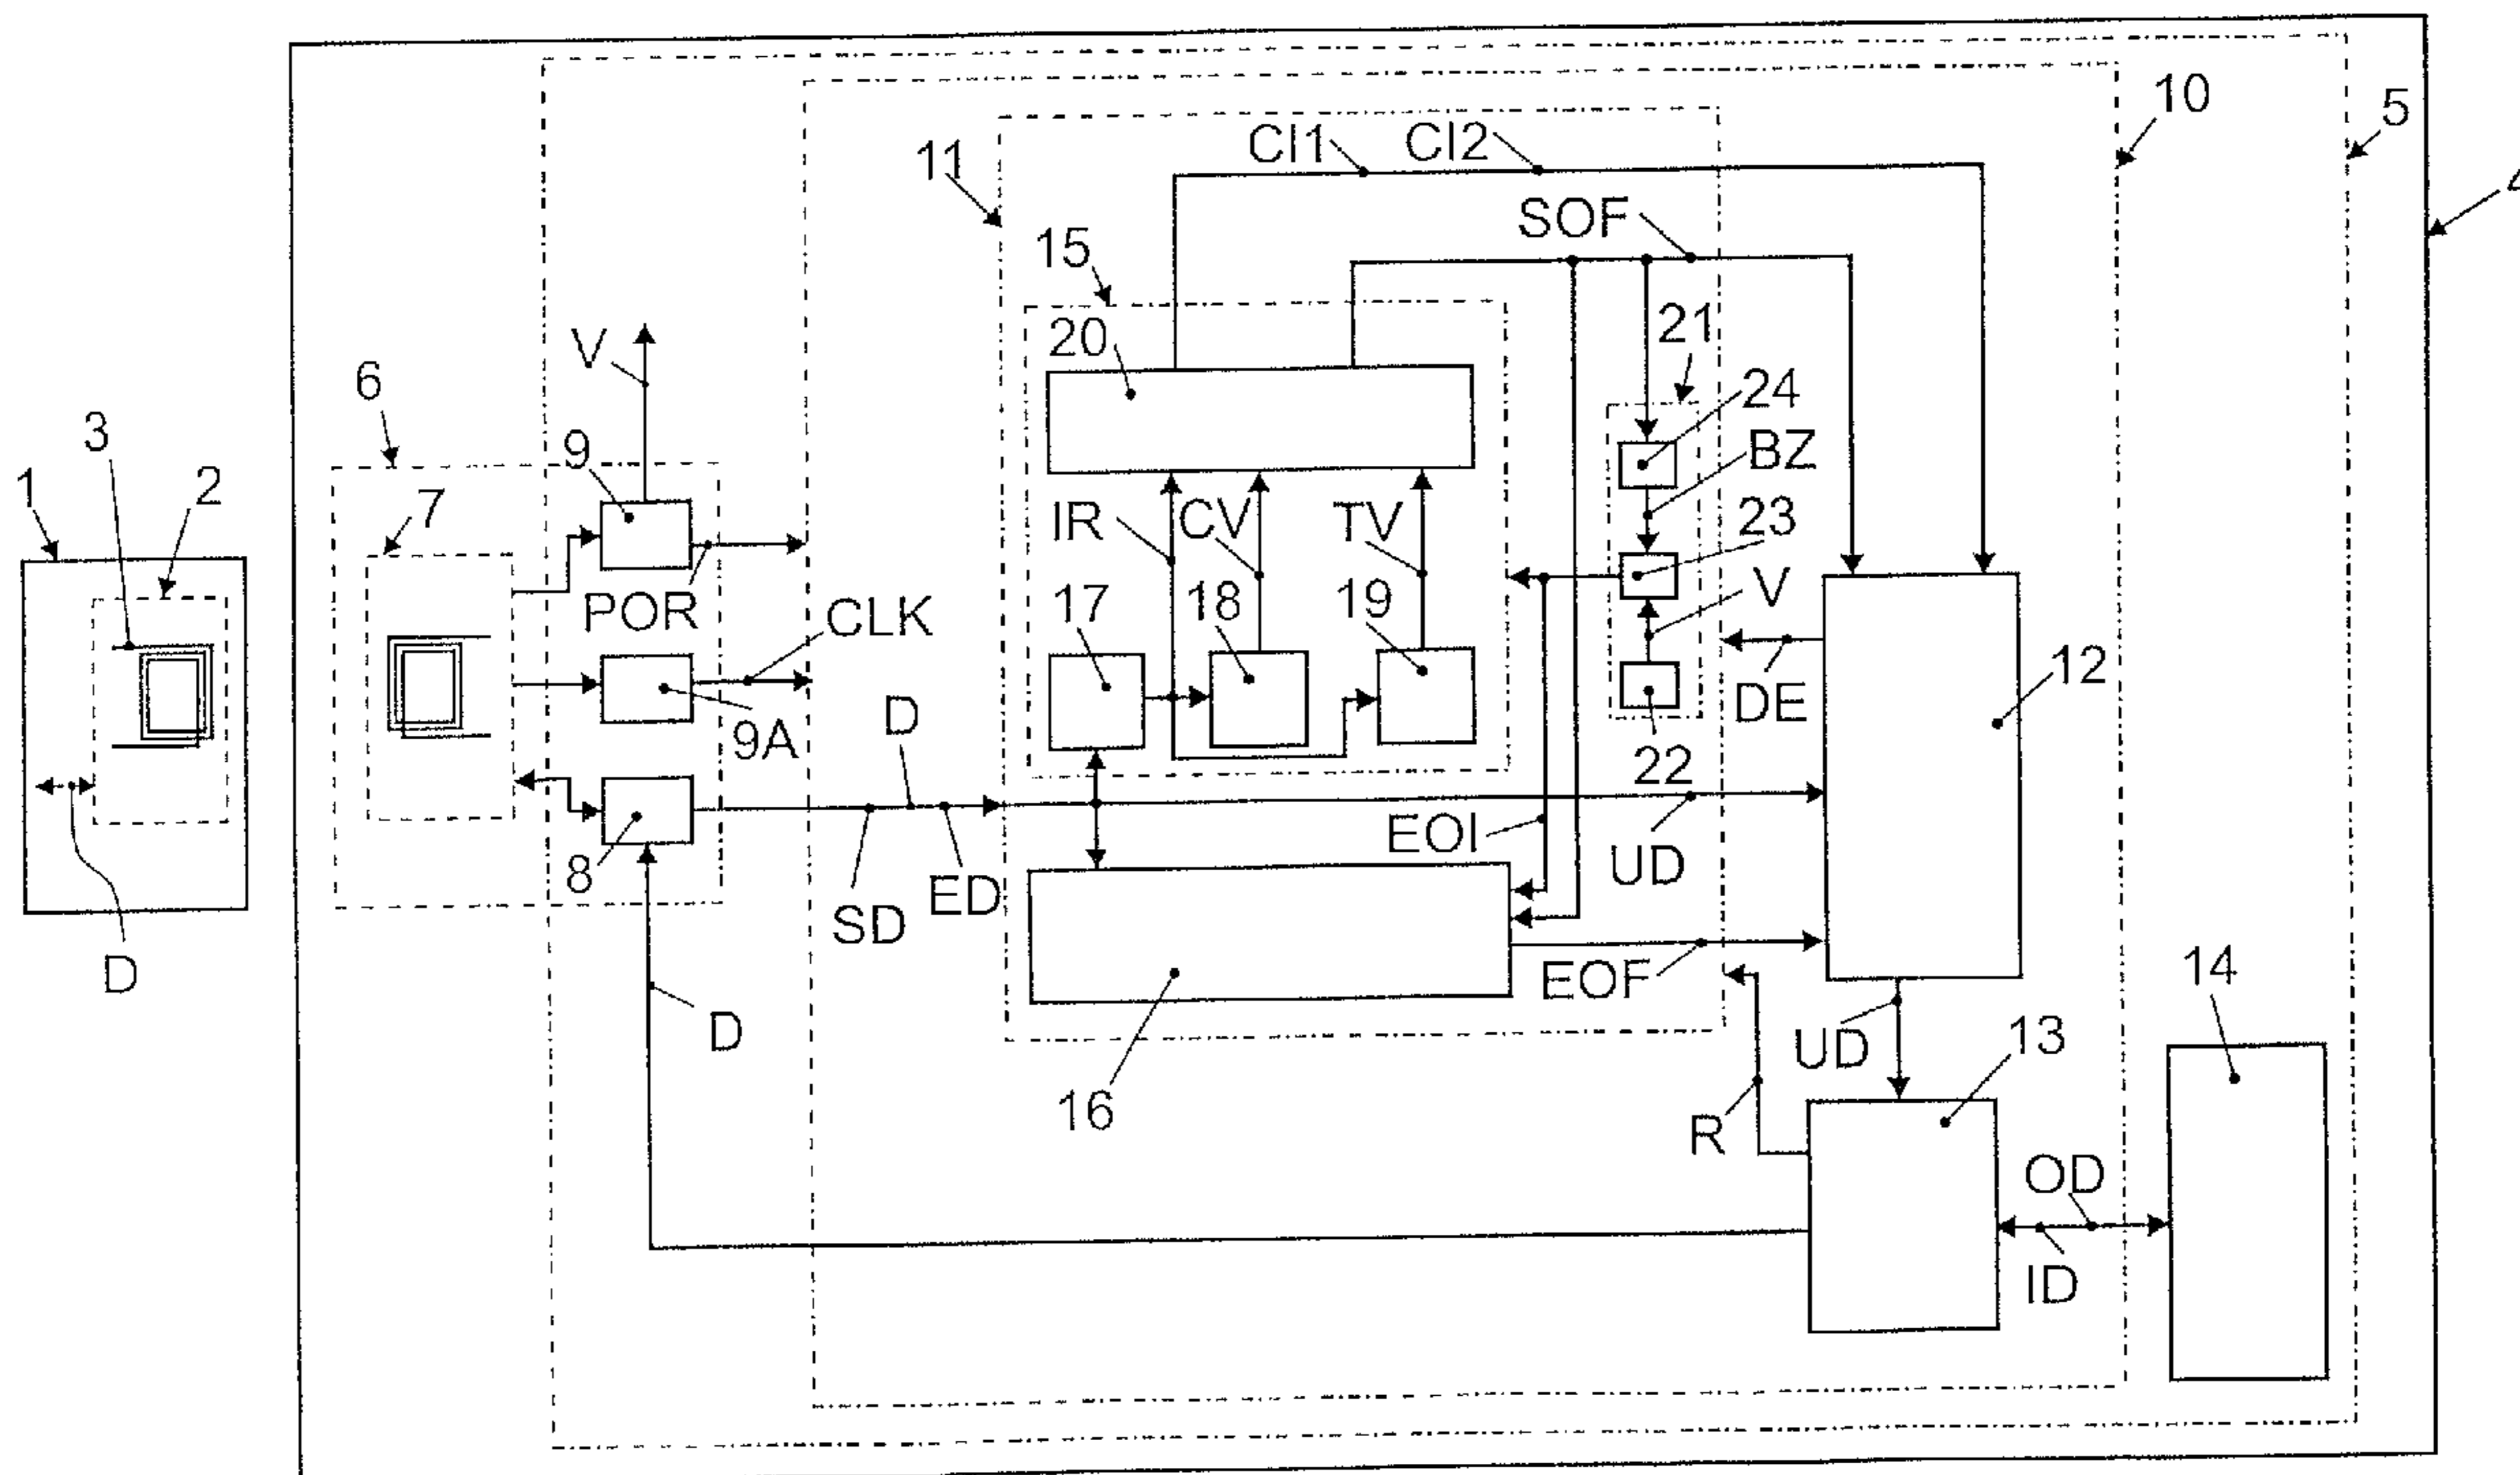 10
5
CI1
CI2
11
4
SOF
15
21
20
V
6
24
9
3
BZ
2
1
7
IR
CV
TV
23
17
18
19
V
POR
CLK
12
DE
D
9A
22
EOI
UD
8
ED
SD
D
EOF
14
D
UD
13
16
R
OD
ID